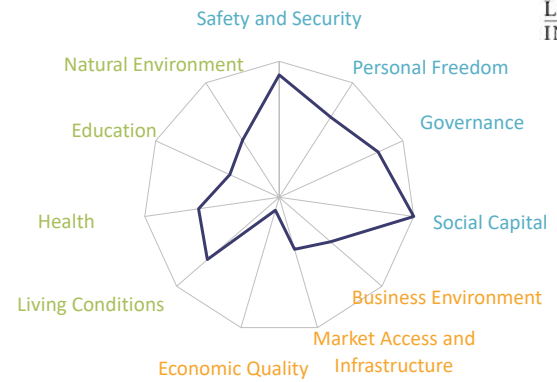 Safety and Security
L
IN
Natural Environment
Personal Freedom
Education
Governance
Health
Social Capital
Living Conditions
Business Environment
Market Access and
Infrastructure
Economic Quality